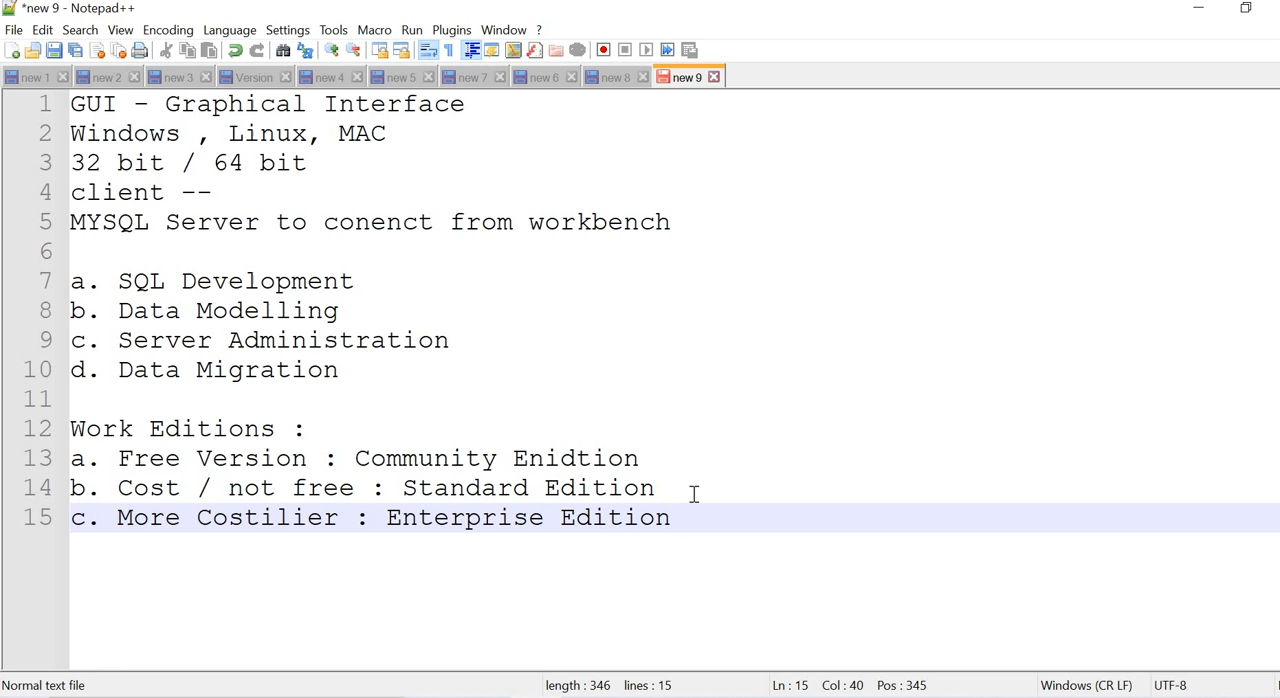 *new 9 - Notepad++
File Edit Search View Encoding Language Settings Tools Macro Run Plugins Window ?
new 1 new 2 new 3 Version new 4 new 5 new 7 new 6 new 8 new 9
1 GUI - Graphical Interface
2 Windows , Linux, MAC
3 32 bit / 64 bit
4 client --
5 MYSQL Server to conenct from workbench
6
7 a. SQL Development
8 b. Data Modelling
9 c. Server Administration
10 d. Data Migration
11
12 Work Editions :
13 a. Free Version : Community Enidtion
14 b. Cost / not free : Standard Edition
15 c. More Costilier : Enterprise Edition
Normal text file length : 346 lines : 15 Ln : 15 Col : 40 Pos : 345 Windows (CR LF) UTF-8